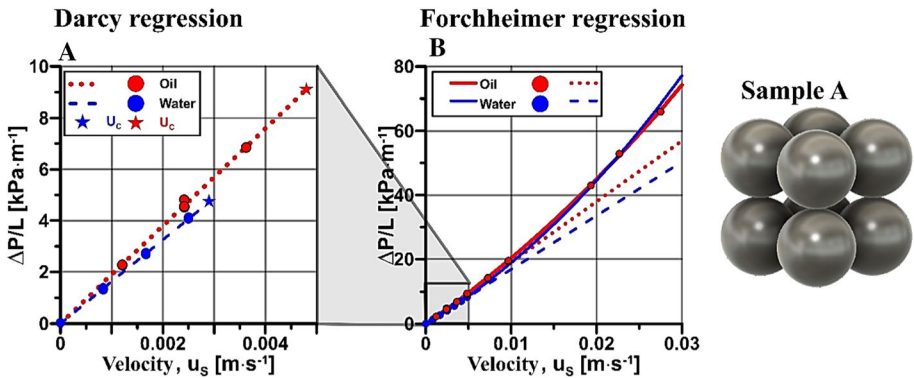 Darcy regression
Forchheimer regression
A
B
Sample A
10
8
6
4
2
0
ΔP/L [kPa·m⁻¹]
Oil
Water
U_c
U_c
0
0.002
0.004
Velocity, u_S [m·s⁻¹]
80
60
40
20
0
ΔP/L [kPa·m⁻¹]
Oil
Water
0
0.01
0.02
0.03
Velocity, u_S [m·s⁻¹]